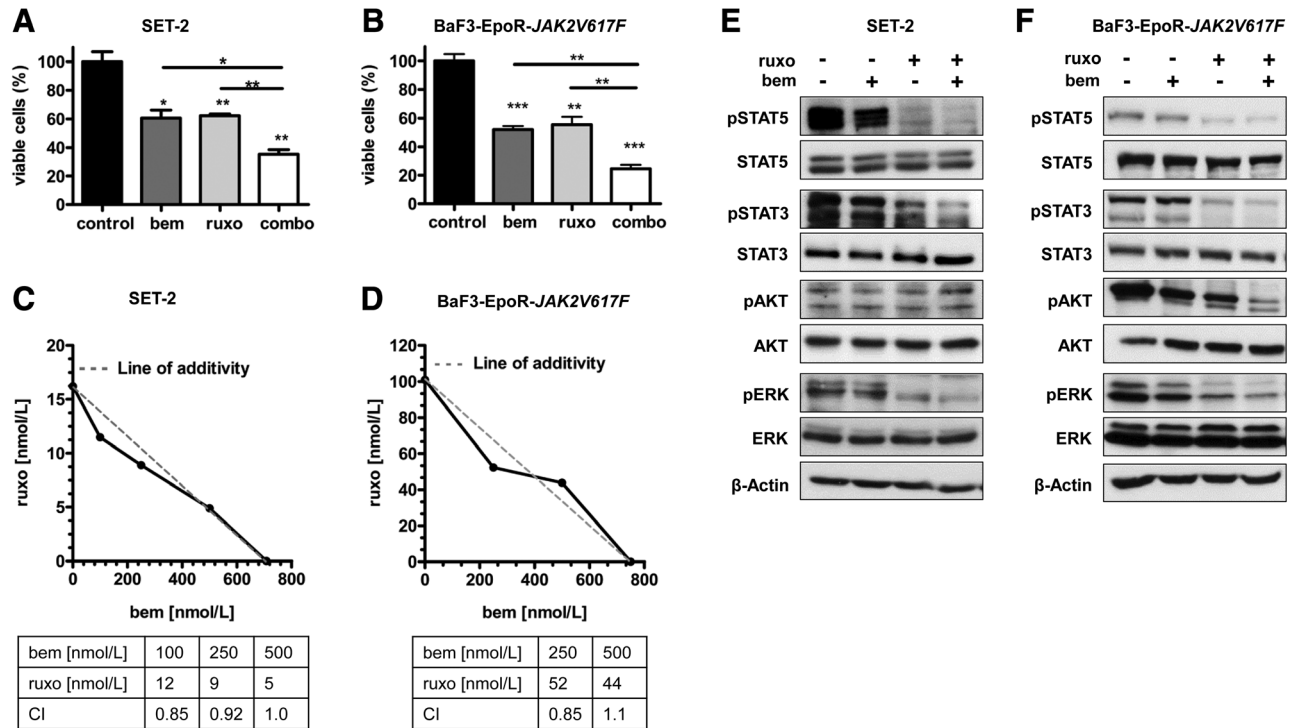 A
SET-2
viable cells (%)
100
80
60
40
20
0
*
**
**
*
**
control bem ruxo combo
B
BaF3-EpoR-JAK2V617F
viable cells (%)
100
80
60
40
20
0
***
**
***
**
**
control bem ruxo combo
C
SET-2
Line of additivity
ruxo [nmol/L]
20
15
10
5
0
0 200 400 600 800
bem [nmol/L]
bem [nmol/L] 100 250 500
ruxo [nmol/L] 12 9 5
CI 0.85 0.92 1.0
D
BaF3-EpoR-JAK2V617F
Line of additivity
ruxo [nmol/L]
120
100
80
60
40
20
0
0 200 400 600 800
bem [nmol/L]
bem [nmol/L] 250 500
ruxo [nmol/L] 52 44
CI 0.85 1.1
E
SET-2
ruxo - - + +
bem - + - +
pSTAT5
STAT5
pSTAT3
STAT3
pAKT
AKT
pERK
ERK
β-Actin
F
BaF3-EpoR-JAK2V617F
ruxo - - + +
bem - + - +
pSTAT5
STAT5
pSTAT3
STAT3
pAKT
AKT
pERK
ERK
β-Actin